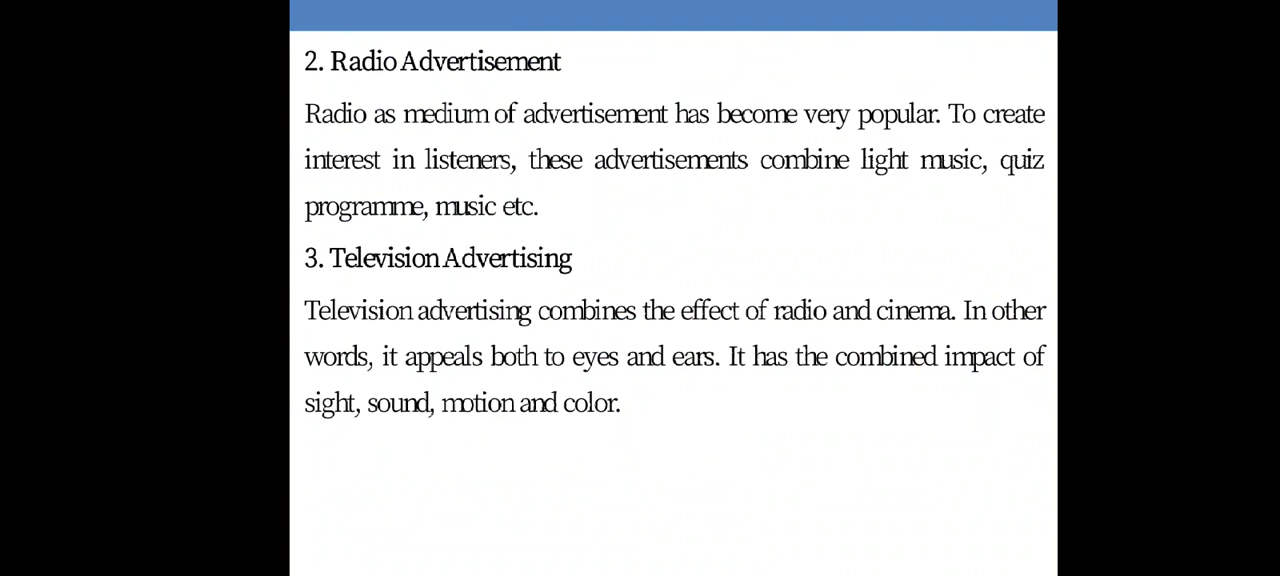 2. Radio Advertisement
Radio as medium of advertisement has become very popular. To create
interest in listeners, these advertisements combine light music, quiz
programme, music etc.
3. Television Advertising
Television advertising combines the effect of radio and cinema. In other
words, it appeals both to eyes and ears. It has the combined impact of
sight, sound, motion and color.